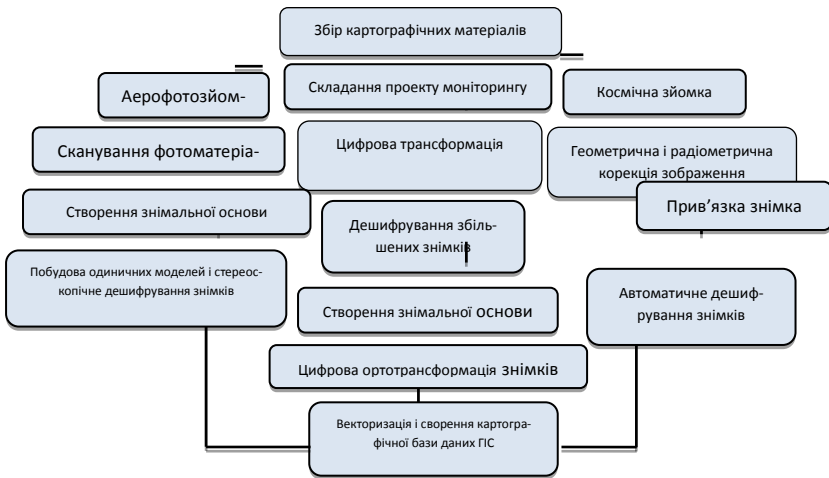 Збір картографічних матеріалів
Аерофотозйом-
Складання проекту моніторингу
Космічна зйомка
Сканування фотоматеріа-
Цифрова трансформація
Геометрична і радіометрична
корекція зображення
Створення знімальної основи
Дешифрування збіль-
шених знімків
Прив’язка знімка
Побудова одиничних моделей і стереос-
копічне дешифрування знімків
Створення знімальної основи
Автоматичне дешиф-
рування знімків
Цифрова ортотрансформація знімків
Векторизація і сворення картогра-
фічної бази даних ГІС